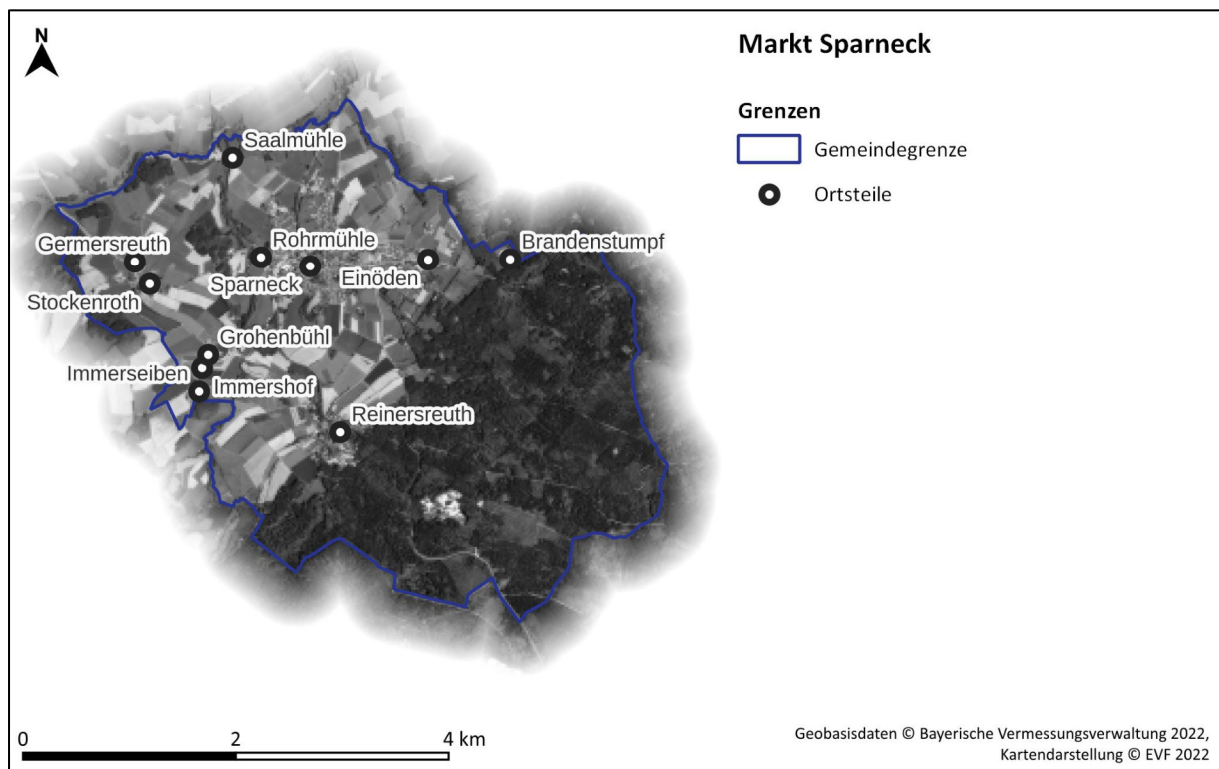 N
Markt Sparneck
Grenzen
Gemeindegrenze
Ortsteile
Saalmühle
Germersreuth
Rohrmühle
Brandenstumpf
Stockenroth
Sparneck
Einöden
Grohenbühl
Immerseiben
Immershof
Reinersreuth
0 2 4 km
Geobasisdaten © Bayerische Vermessungsverwaltung 2022,
Kartendarstellung © EVF 2022